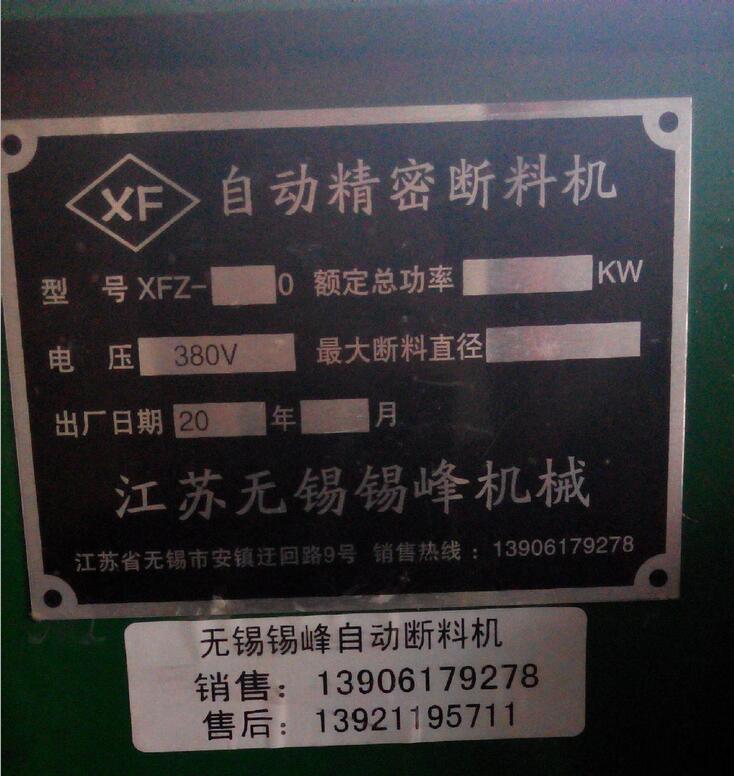 XF 自动精密断料机
型 号 XFZ- 0 额定总功率 KW
电 压 380V 最大断料直径
出厂日期 20 年 月
江苏无锡锡峰机械
江苏省无锡市安镇迂回路9号 销售热线：13906179278
无锡锡峰自动断料机
销售：13906179278
售后：13921195711